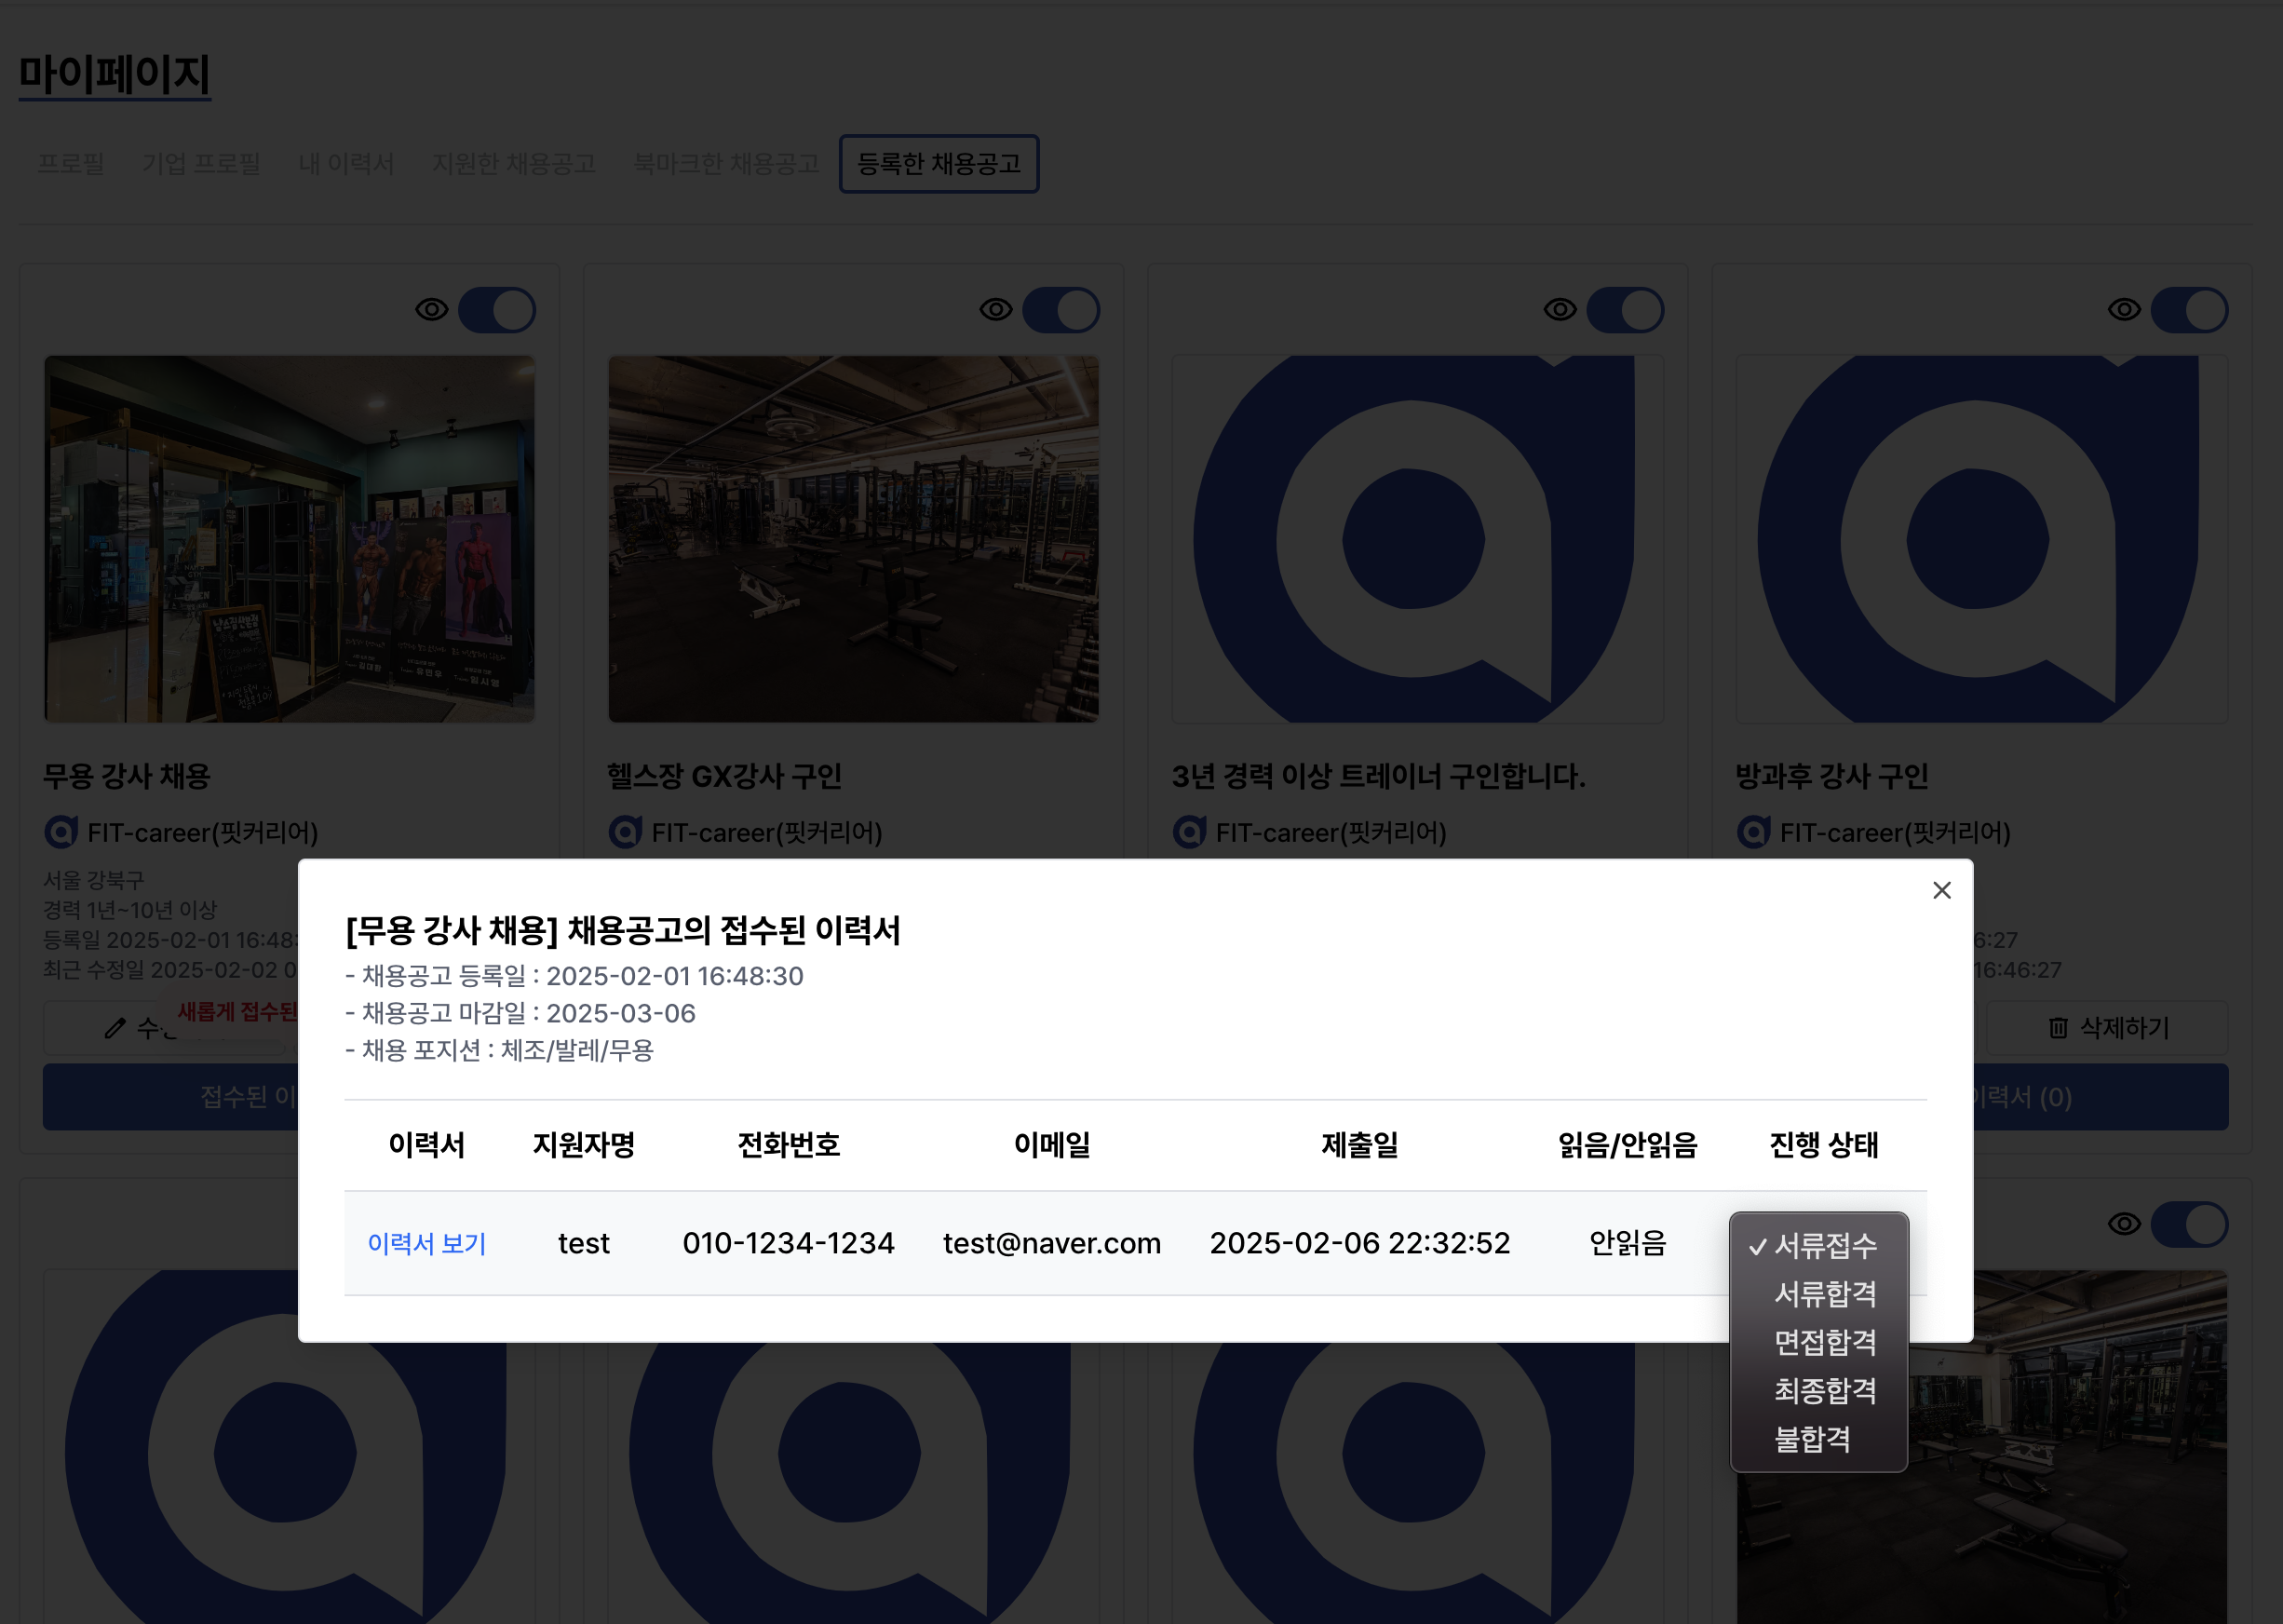 마이페이지
프로필
기업 프로필
내 이력서
지원한 채용공고
북마크한 채용공고
등록한 채용공고
무용 강사 채용
FIT-career(핏커리어)
서울 강북구
경력 1년~10년 이상
등록일 2025-02-01 16:48:
최근 수정일 2025-02-02 0
새롭게 접수된
접수된 이
헬스장 GX강사 구인
FIT-career(핏커리어)
3년 경력 이상 트레이너 구인합니다.
FIT-career(핏커리어)
방과후 강사 구인
FIT-career(핏커리어)
6:27
16:46:27
삭제하기
이력서 (0)
[무용 강사 채용] 채용공고의 접수된 이력서
- 채용공고 등록일 : 2025-02-01 16:48:30
- 채용공고 마감일 : 2025-03-06
- 채용 포지션 : 체조/발레/무용
이력서 지원자명 전화번호 이메일 제출일 읽음/안읽음 진행 상태
이력서 보기 test 010-1234-1234 test@naver.com 2025-02-06 22:32:52 안읽음
서류접수
서류합격
면접합격
최종합격
불합격